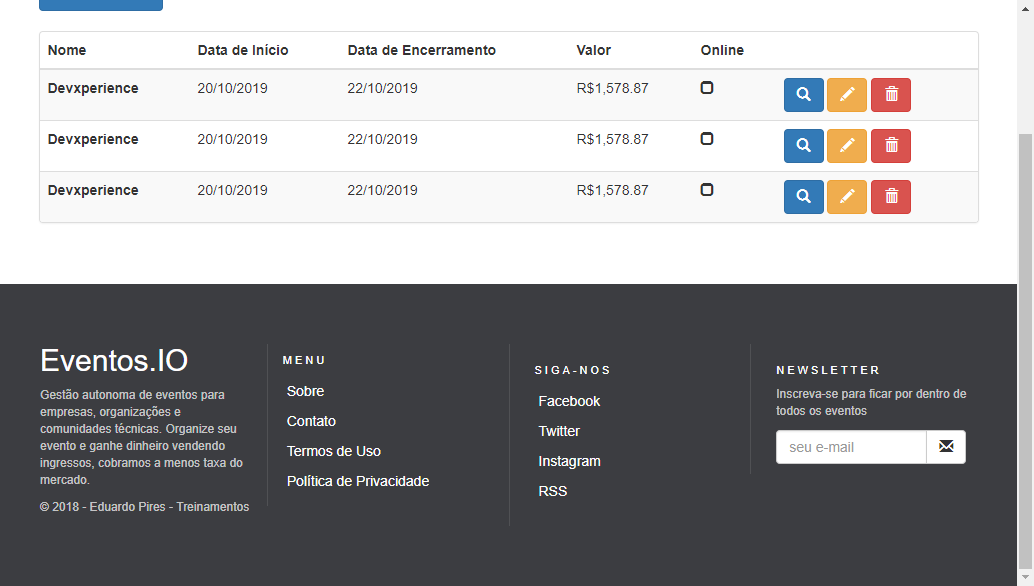 Nome Data de Início Data de Encerramento Valor Online
Devxperience 20/10/2019 22/10/2019 R$1,578.87
Devxperience 20/10/2019 22/10/2019 R$1,578.87
Devxperience 20/10/2019 22/10/2019 R$1,578.87
Eventos.IO
Gestão autonoma de eventos para
empresas, organizações e
comunidades técnicas. Organize seu
evento e ganhe dinheiro vendendo
ingressos, cobramos a menos taxa do
mercado.
© 2018 - Eduardo Pires - Treinamentos
MENU
Sobre
Contato
Termos de Uso
Política de Privacidade
SIGA-NOS
Facebook
Twitter
Instagram
RSS
NEWSLETTER
Inscreva-se para ficar por dentro de
todos os eventos
seu e-mail